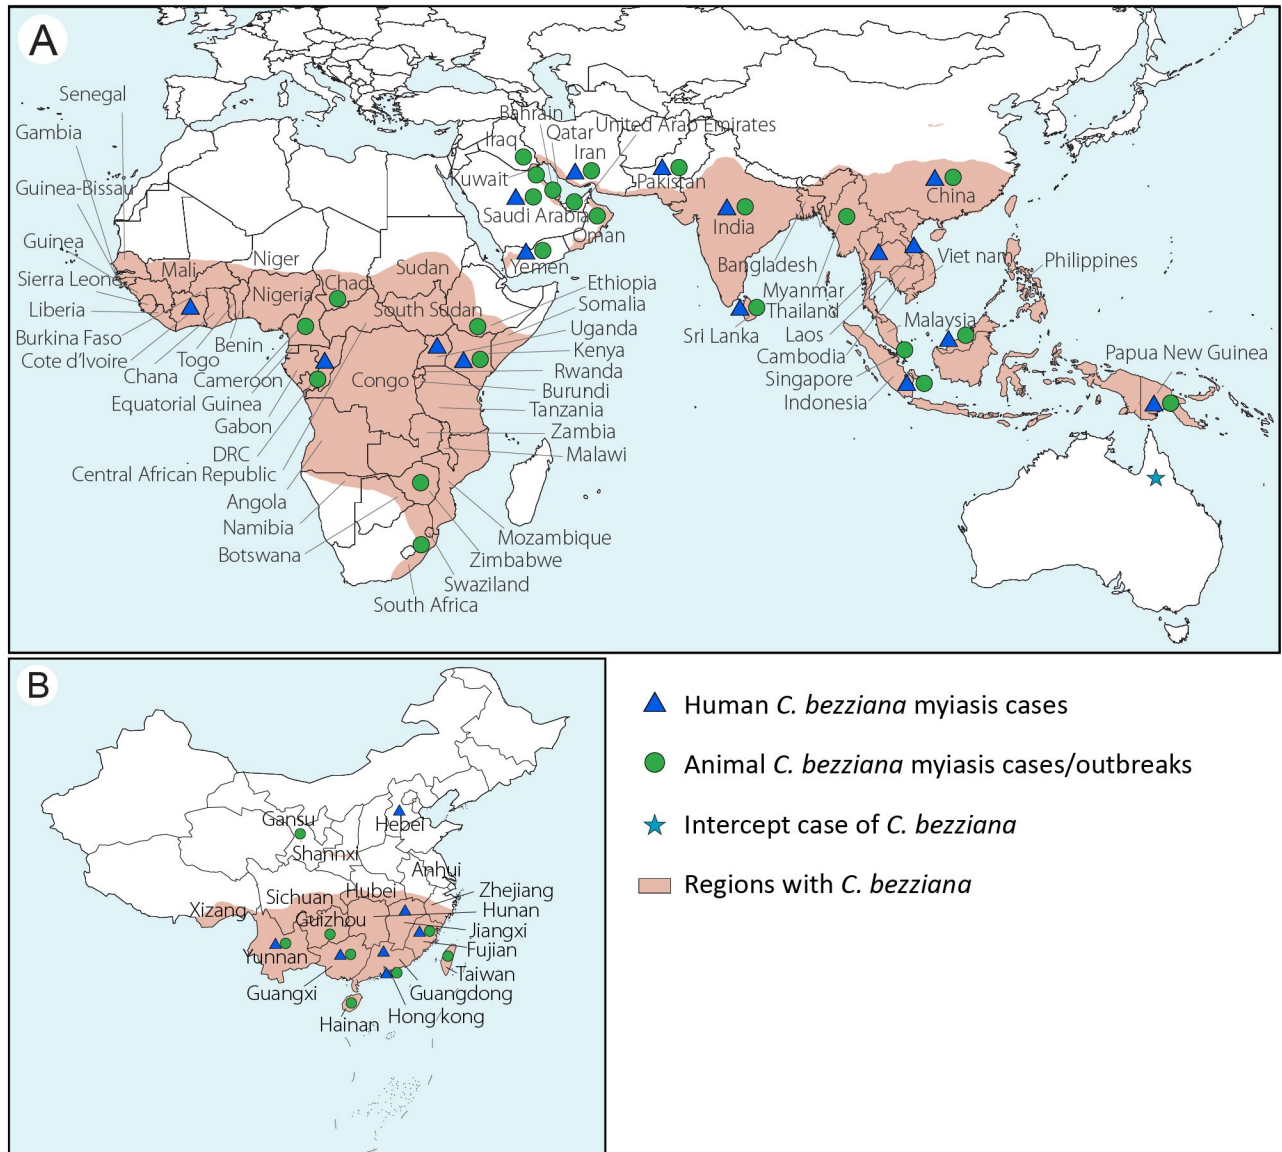 A
Senegal
Gambia
Guinea-Bissau
Guinea
Sierra Leone
Liberia
Burkina Faso
Cote d'Ivoire
Chana
Togo
Benin
Cameroon
Equatorial Guinea
Gabon
DRC
Central African Republic
Angola
Namibia
Botswana
South Africa
Swaziland
Zimbabwe
Mozambique
Malawi
Zambia
Tanzania
Burundi
Rwanda
Kenya
Uganda
Somalia
Ethiopia
Mali
Niger
Nigeria
Chad
Sudan
South Sudan
Congo
Bahrain
Qatar
United Arab Emirates
Iraq
Iran
Kuwait
Saudi Arabia
Oman
Yemen
Pakistan
India
China
Bangladesh
Myanmar
Thailand
Laos
Cambodia
Singapore
Indonesia
Sri Lanka
Viet nam
Malaysia
Philippines
Papua New Guinea
B
Gansu
Hebei
Shannxi
Anhui
Hubei
Sichuan
Xizang
Guizhou
Zhejiang
Hunan
Jiangxi
Fujian
Yunnan
Taiwan
Guangxi
Guangdong
Hong kong
Hainan
Human C. bezziana myiasis cases
Animal C. bezziana myiasis cases/outbreaks
Intercept case of C. bezziana
Regions with C. bezziana